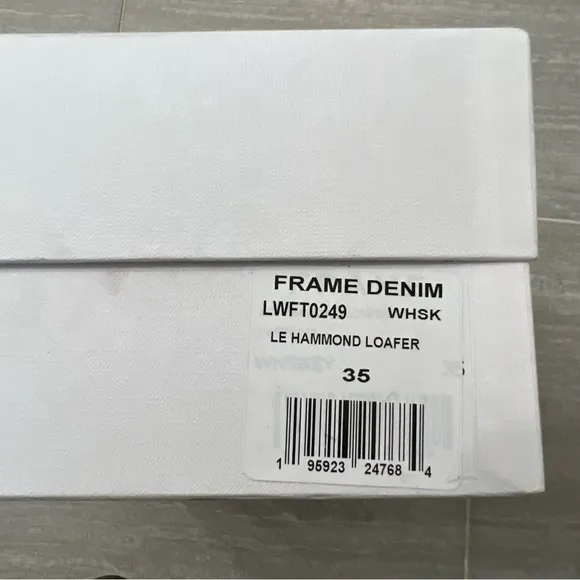 FRAME DENIM
LWFT0249 WHSK
LE HAMMOND LOAFER
35
1 95923 24768 4